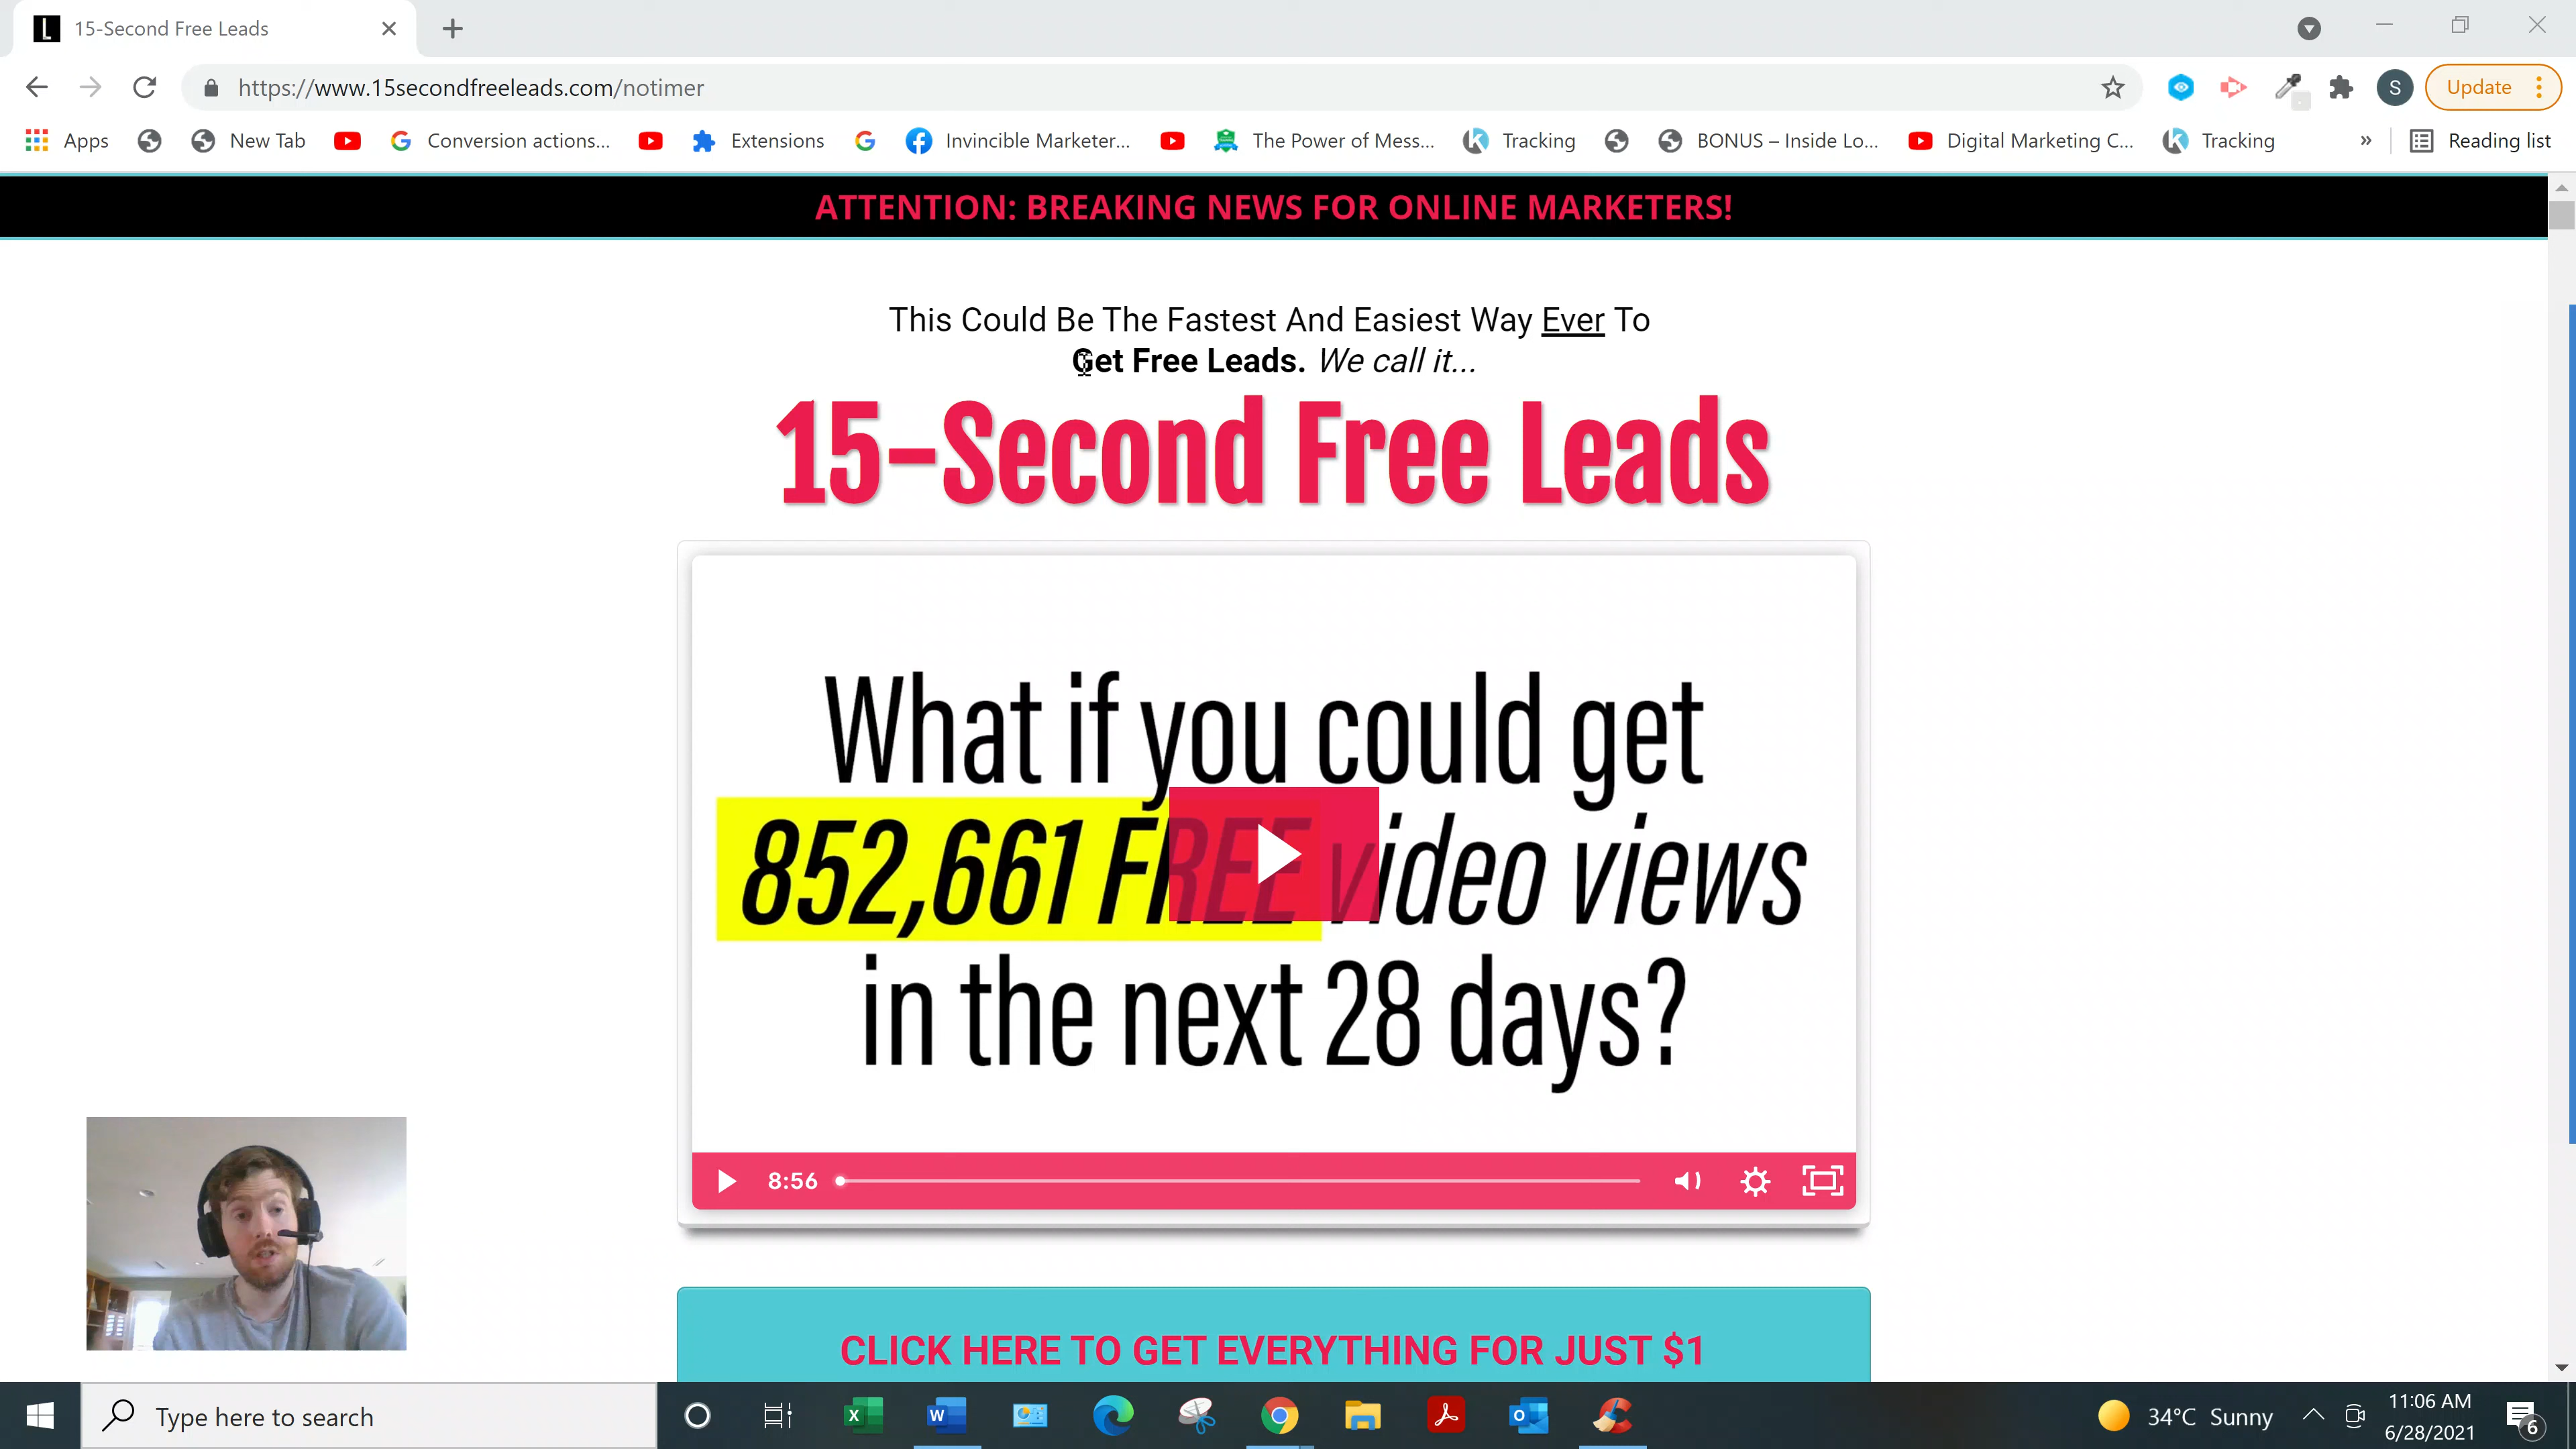 15-Second Free Leads
https://www.15secondfreeleads.com/notimer
S
Update
Apps
New Tab
Conversion actions...
Extensions
Invincible Marketer...
The Power of Mess...
Tracking
BONUS – Inside Lo...
Digital Marketing C...
Tracking
»
Reading list
ATTENTION: BREAKING NEWS FOR ONLINE MARKETERS!
This Could Be The Fastest And Easiest Way Ever To
Get Free Leads. We call it...
15-Second Free Leads
What if you could get
852,661 FREE video views
in the next 28 days?
8:56
CLICK HERE TO GET EVERYTHING FOR JUST $1
Type here to search
34°C Sunny
11:06 AM
6/28/2021
6